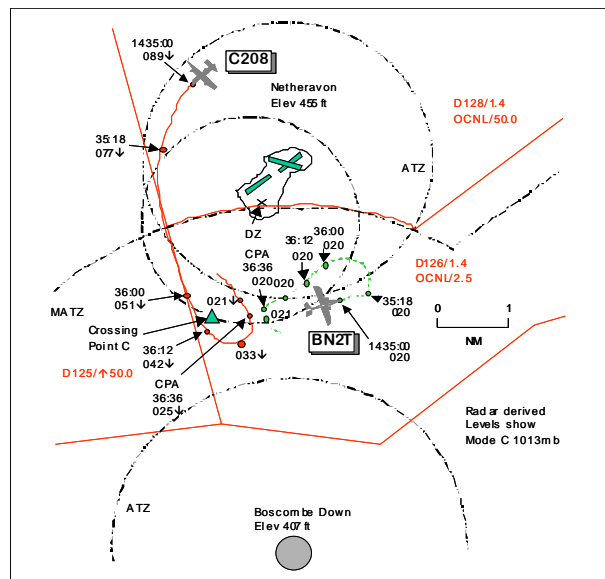 1435:00
089↓
C208
Netheravon
Elev 455 ft
D128/1.4
OCNL/50.0
35:18
077↓
ATZ
DZ
CPA
36:36
020
020
36:12
020
36:00
020
D126/1.4
OCNL/2.5
36:00
051↓
021↓
021
35:18
020
MATZ
Crossing
Point C
BN2T
0 1
NM
36:12
042↓
033↓
1435:00
020
D125/↑50.0
CPA
36:36
025↓
Radar derived
Levels show
Mode C 1013mb
ATZ
Boscombe Down
Elev 407 ft